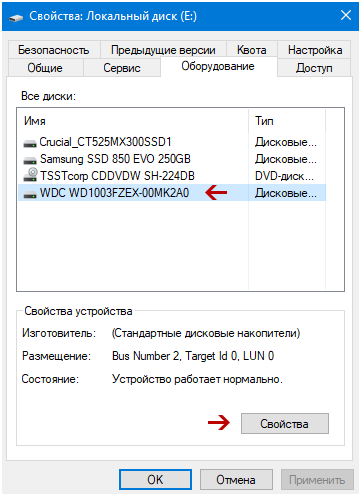 Свойства: Локальный диск (E:)
Безопасность Предыдущие версии Квота Настройка
Общие Сервис Оборудование Доступ
Все диски:
Имя Тип
Crucial_CT525MX300SSD1 Дисковые...
Samsung SSD 850 EVO 250GB Дисковые...
TSSTcorp CDDVDW SH-224DB DVD-диск...
WDC WD1003FZEX-00MK2A0 Дисковые...
Свойства устройства
Изготовитель: (Стандартные дисковые накопители)
Размещение: Bus Number 2, Target Id 0, LUN 0
Состояние: Устройство работает нормально.
Свойства
OK Отмена Применить